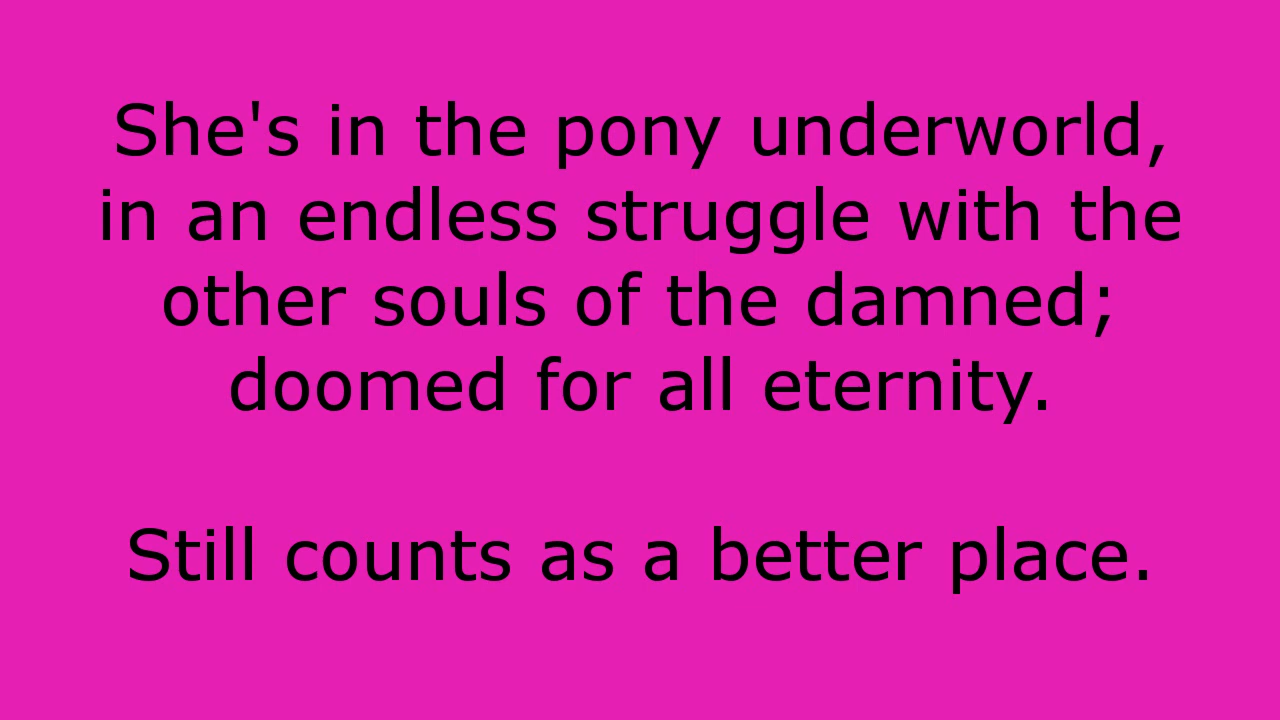 She's in the pony underworld,
in an endless struggle with the
other souls of the damned;
doomed for all eternity.
Still counts as a better place.